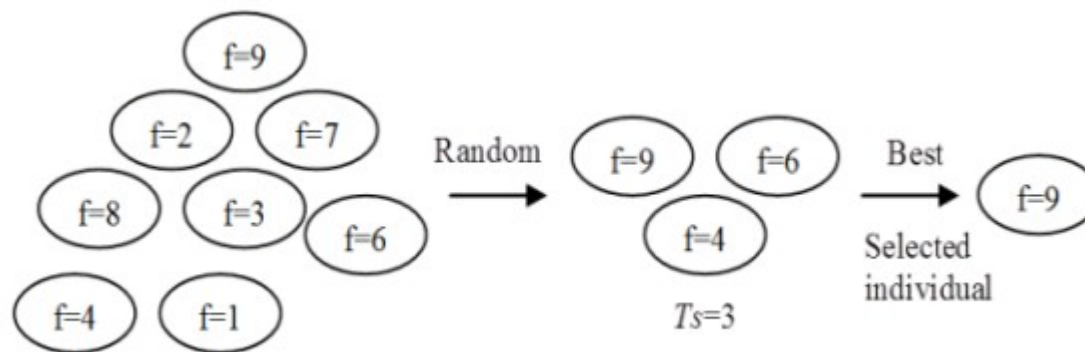 f=9
f=2
f=7
f=8
f=3
f=6
f=4
f=1
Random
f=9
f=6
f=4
Ts=3
Best
Selected
individual
f=9